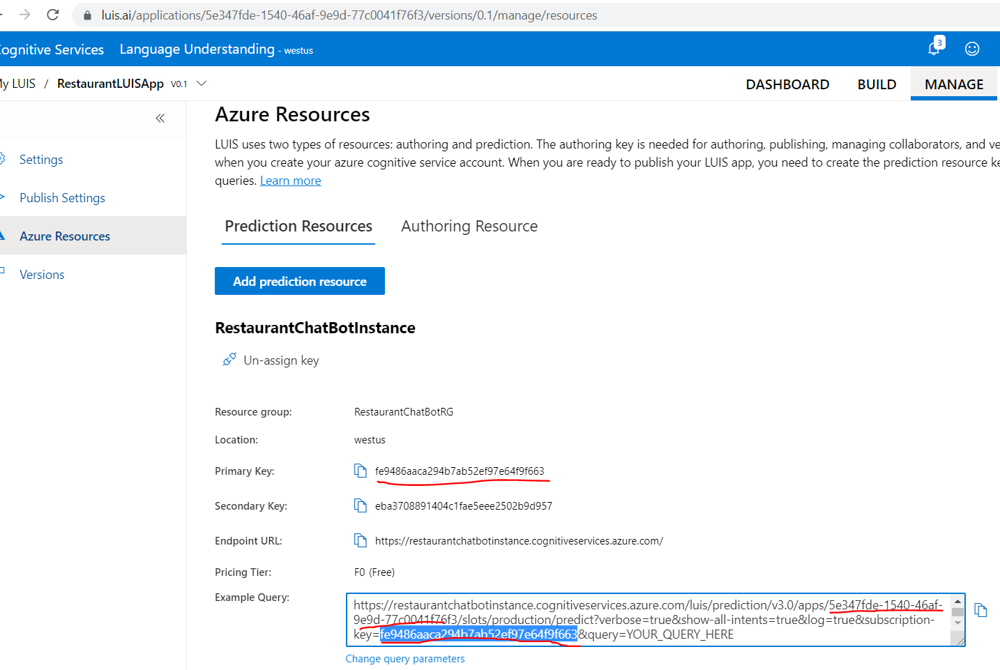 luis.ai/applications/5e347fde-1540-46af-9e9d-77c0041f76f3/versions/0.1/manage/resources
ognitive Services Language Understanding - westus 3
y LUIS / RestaurantLUISApp V0.1 DASHBOARD BUILD MANAGE
Azure Resources
LUIS uses two types of resources: authoring and prediction. The authoring key is needed for authoring, publishing, managing collaborators, and ve
when you create your azure cognitive service account. When you are ready to publish your LUIS app, you need to create the prediction resource ke
queries. Learn more
Settings
Publish Settings
Azure Resources
Versions
Prediction Resources Authoring Resource
Add prediction resource
RestaurantChatBotInstance
Un-assign key
Resource group: RestaurantChatBotRG
Location: westus
Primary Key: fe9486aaca294b7ab52ef97e64f9f663
Secondary Key: eba3708891404c1fae5eee2502b9d957
Endpoint URL: https://restaurantchatbotinstance.cognitiveservices.azure.com/
Pricing Tier: F0 (Free)
Example Query: https://restaurantchatbotinstance.cognitiveservices.azure.com/luis/prediction/v3.0/apps/5e347fde-1540-46af-
9e9d-77c0041f76f3/slots/production/predict?verbose=true&show-all-intents=true&log=true&subscription-
key=fe9486aaca294b7ab52ef97e64f9f663&query=YOUR_QUERY_HERE
Change query parameters